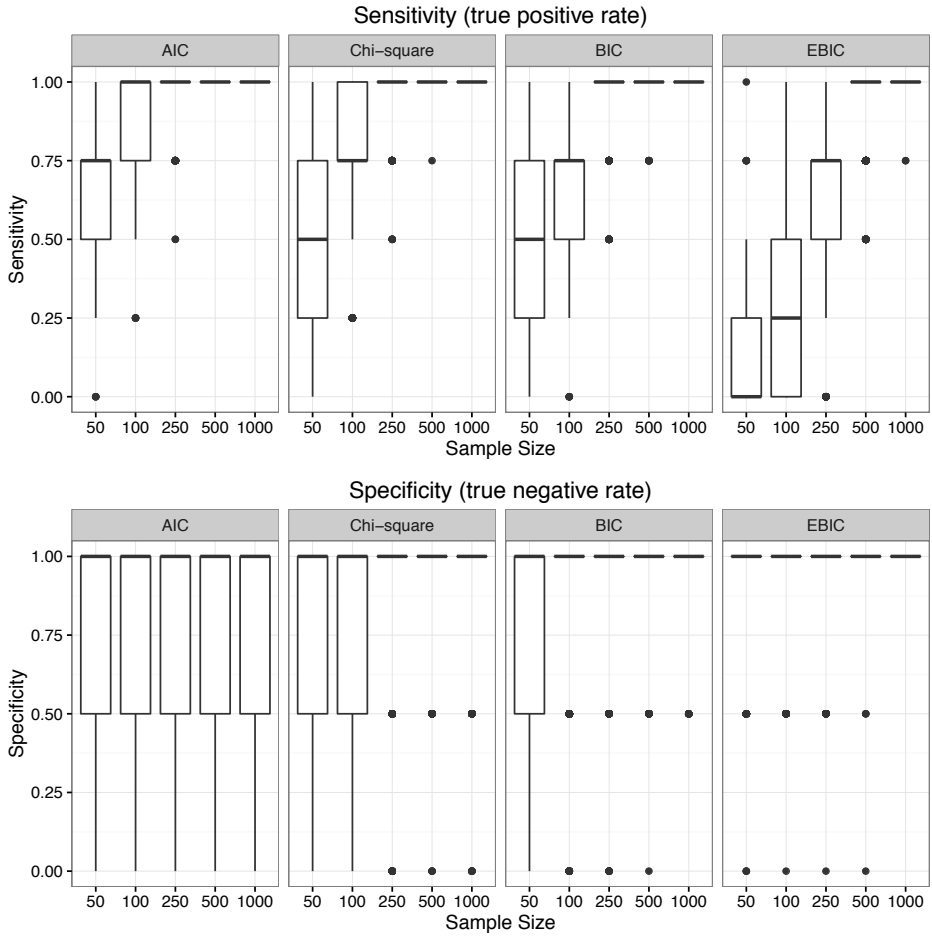 Sensitivity (true positive rate)
AIC Chi−square BIC EBIC
1.00
0.75
0.50
0.25
0.00
Sensitivity
50 100 250 500 1000 50 100 250 500 1000 50 100 250 500 1000 50 100 250 500 1000
Sample Size
Specificity (true negative rate)
AIC Chi−square BIC EBIC
1.00
0.75
0.50
0.25
0.00
Specificity
50 100 250 500 1000 50 100 250 500 1000 50 100 250 500 1000 50 100 250 500 1000
Sample Size